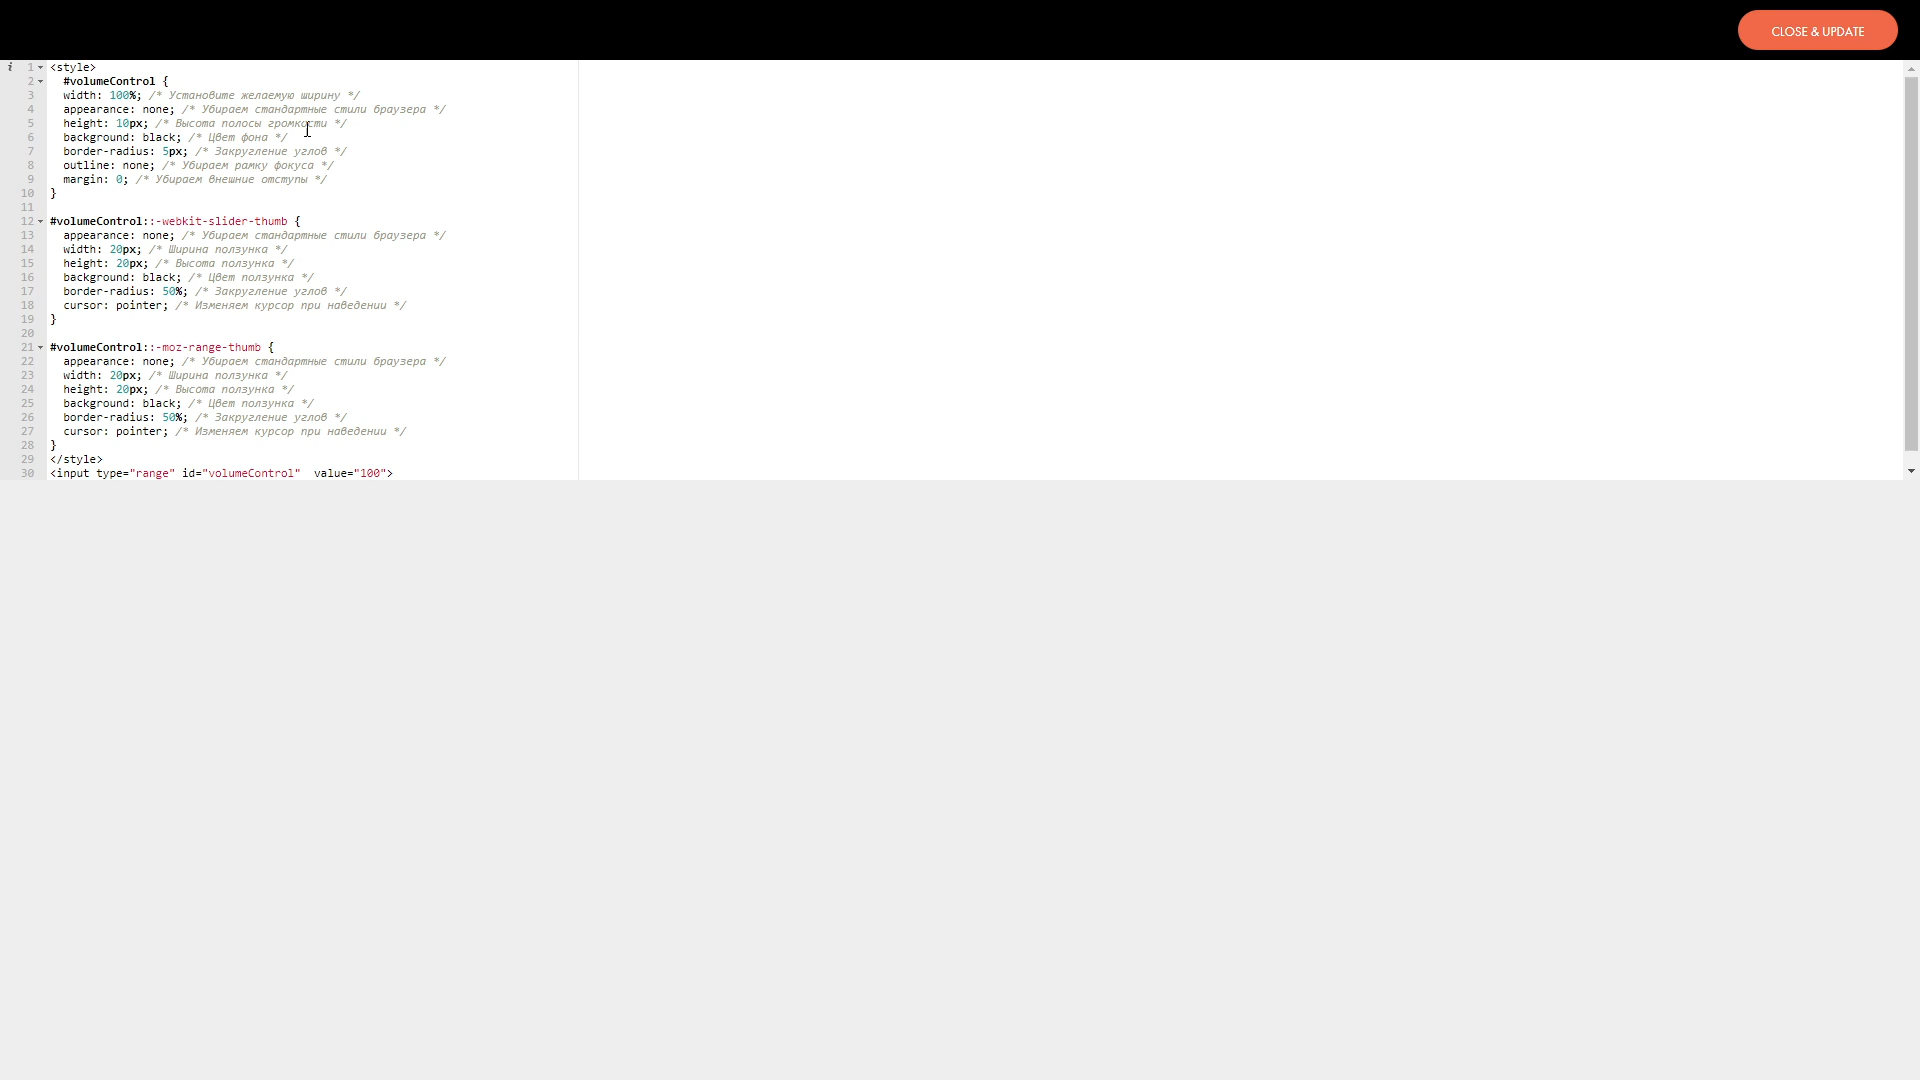 CLOSE & UPDATE
i 1 <style>
2 #volumeControl {
3 width: 100%; /* Установите желаемую ширину */
4 appearance: none; /* Убираем стандартные стили браузера */
5 height: 10px; /* Высота полосы громкости */
6 background: black; /* Цвет фона */
7 border-radius: 5px; /* Закругление углов */
8 outline: none; /* Убираем рамку фокуса */
9 margin: 0; /* Убираем внешние отступы */
10 }
11
12 #volumeControl::-webkit-slider-thumb {
13 appearance: none; /* Убираем стандартные стили браузера */
14 width: 20px; /* Ширина ползунка */
15 height: 20px; /* Высота ползунка */
16 background: black; /* Цвет ползунка */
17 border-radius: 50%; /* Закругление углов */
18 cursor: pointer; /* Изменяем курсор при наведении */
19 }
20
21 #volumeControl::-moz-range-thumb {
22 appearance: none; /* Убираем стандартные стили браузера */
23 width: 20px; /* Ширина ползунка */
24 height: 20px; /* Высота ползунка */
25 background: black; /* Цвет ползунка */
26 border-radius: 50%; /* Закругление углов */
27 cursor: pointer; /* Изменяем курсор при наведении */
28 }
29 </style>
30 <input type="range" id="volumeControl"  value="100">